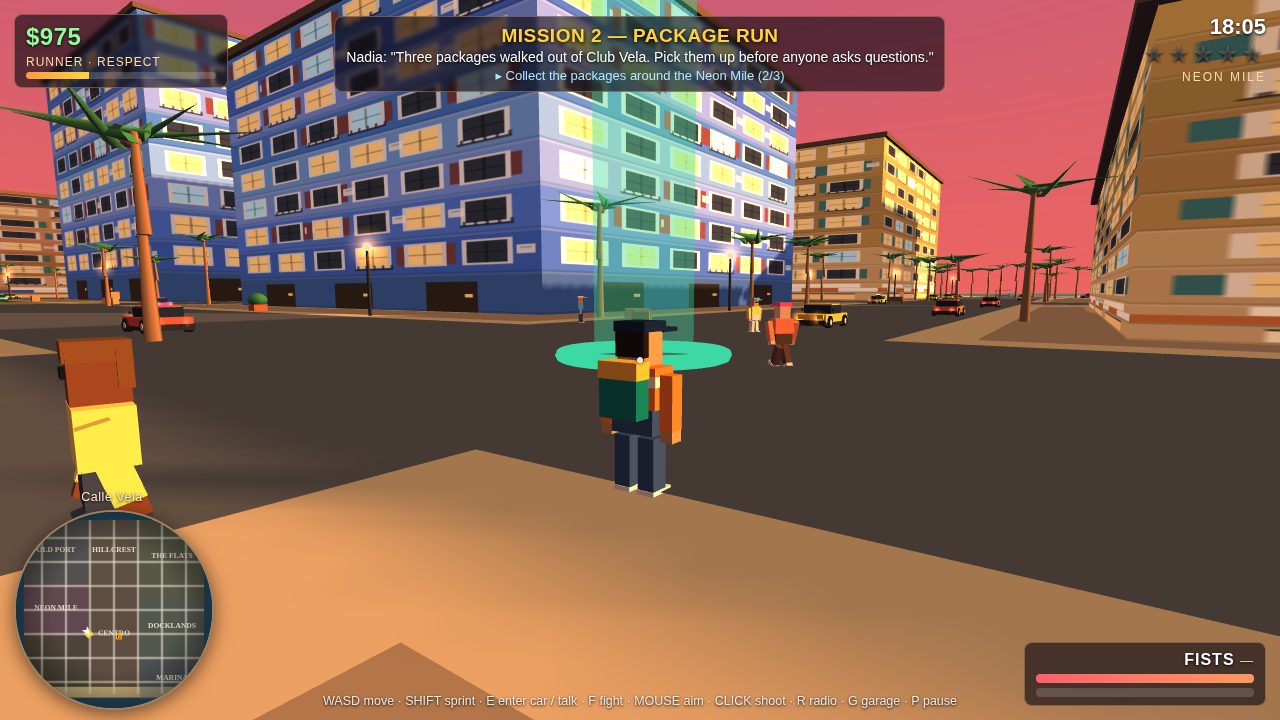 $975
RUNNER · RESPECT
MISSION 2 — PACKAGE RUN
Nadia: "Three packages walked out of Club Vela. Pick them up before anyone asks questions."
▸ Collect the packages around the Neon Mile (2/3)
18:05
★★★★★
NEON MILE
Calle Vela
OLD PORT
HILLCREST
THE FLATS
NEON MILE
CENTRO
DOCKLANDS
MARINA
FISTS —
WASD move · SHIFT sprint · E enter car / talk · F fight · MOUSE aim · CLICK shoot · R radio · G garage · P pause